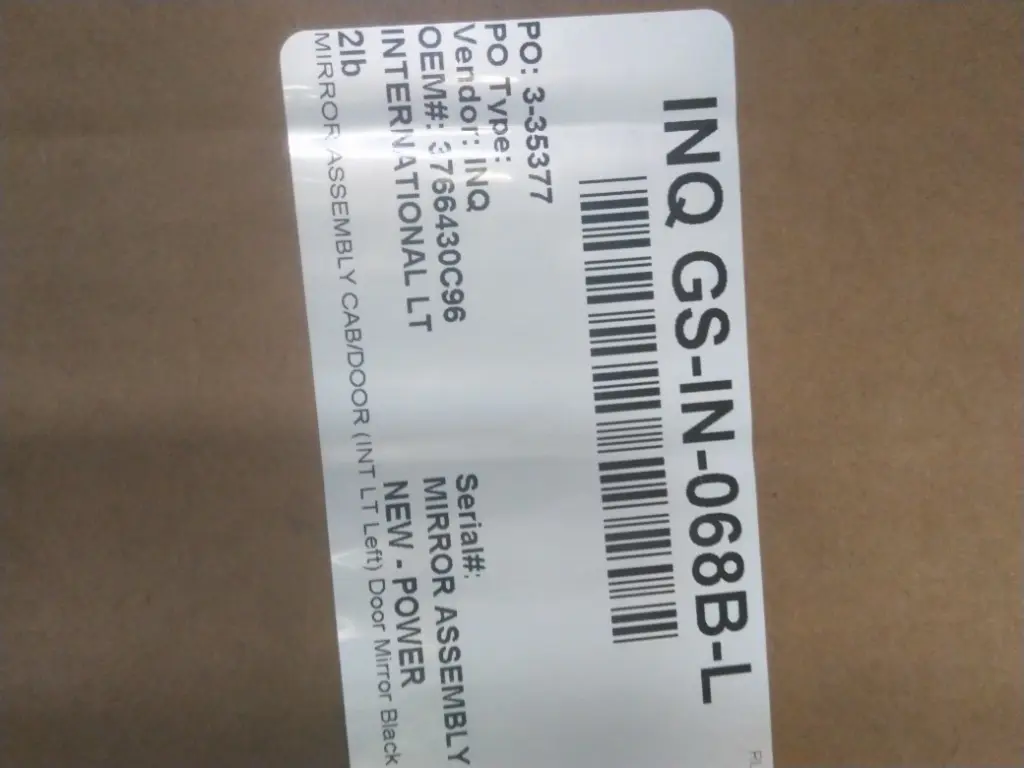 INQ GS-IN-068B-L
PO: 3-35377
PO Type:
Vendor: INQ
Serial#:
OEM#: 3766430C96
MIRROR ASSEMBLY
INTERNATIONAL LT
NEW - POWER
2lb
MIRROR ASSEMBLY CAB/DOOR (INT LT Left) Door Mirror Black